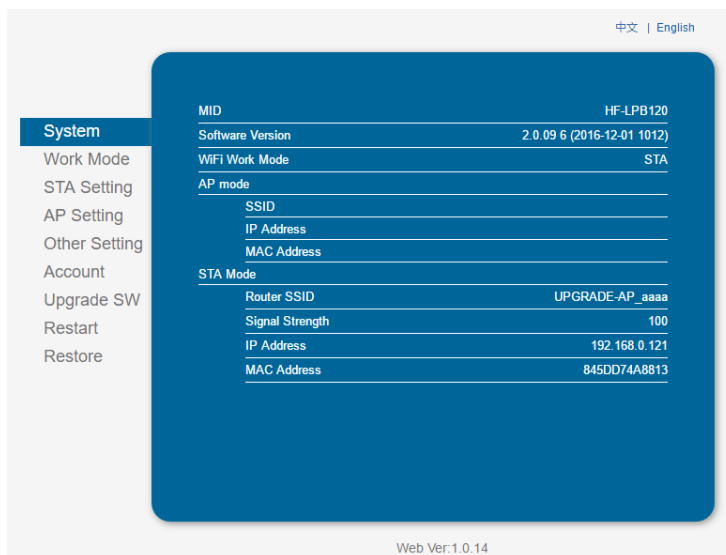 中文 | English
System
Work Mode
STA Setting
AP Setting
Other Setting
Account
Upgrade SW
Restart
Restore
MID HF-LPB120
Software Version 2.0.09 6 (2016-12-01 1012)
WiFi Work Mode STA
AP mode
SSID
IP Address
MAC Address
STA Mode
Router SSID UPGRADE-AP_aaaa
Signal Strength 100
IP Address 192.168.0.121
MAC Address 845DD74A8813
Web Ver:1.0.14